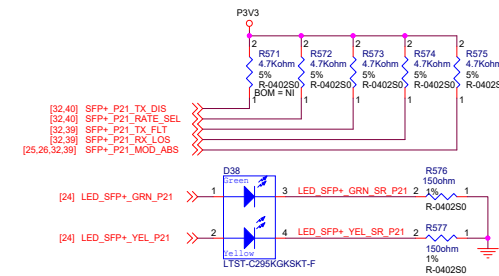 P3V3
2 2 2 2 2
R571 R572 R573 R574 R575
4.7Kohm 4.7Kohm 4.7Kohm 4.7Kohm 4.7Kohm
5% 5% 5% 5% 5%
R-0402S0 R-0402S0 R-0402S0 R-0402S0 R-0402S0
BOM = NI
1 1 1 1 1
[32,40] SFP+_P21_TX_DIS
[32,40] SFP+_P21_RATE_SEL
[32,39] SFP+_P21_TX_FLT
[32,39] SFP+_P21_RX_LOS
[25,26,32,39] SFP+_P21_MOD_ABS
D38 R576
Green 150ohm
[24] LED_SFP+_GRN_P21 1 3 LED_SFP+_GRN_SR_P21 2 1% 1
R-0402S0
R577
[24] LED_SFP+_YEL_P21 2 4 LED_SFP+_YEL_SR_P21 2 1
Yellow 150ohm
LTST-C295KGKSKT-F 1%
R-0402S0